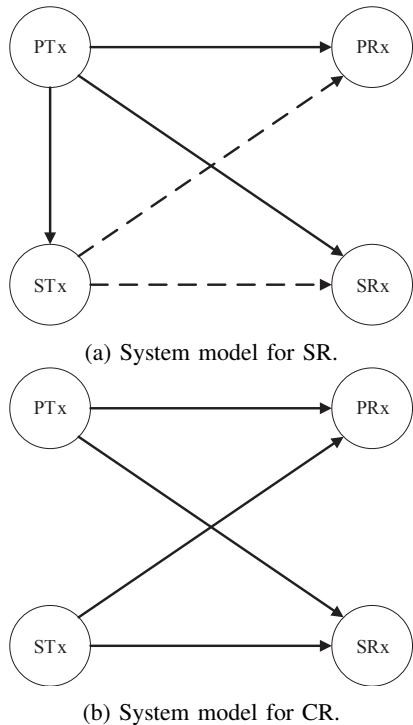 PTx
PRx
STx
SRx
(a) System model for SR.
PTx
PRx
STx
SRx
(b) System model for CR.